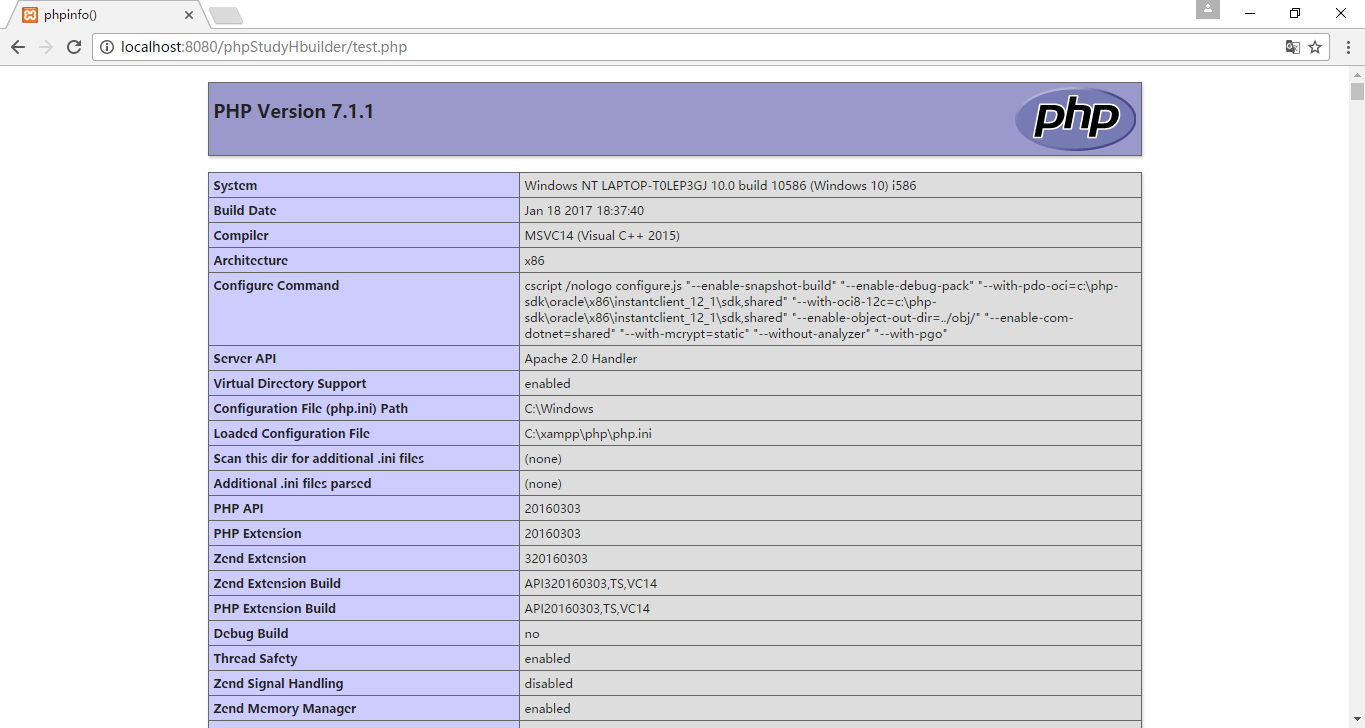 phpinfo()
localhost:8080/phpStudyHbuilder/test.php
PHP Version 7.1.1
php
System Windows NT LAPTOP-T0LEP3GJ 10.0 build 10586 (Windows 10) i586
Build Date Jan 18 2017 18:37:40
Compiler MSVC14 (Visual C++ 2015)
Architecture x86
Configure Command cscript /nologo configure.js "--enable-snapshot-build" "--enable-debug-pack" "--with-pdo-oci=c:\php-
sdk\oracle\x86\instantclient_12_1\sdk,shared" "--with-oci8-12c=c:\php-
sdk\oracle\x86\instantclient_12_1\sdk,shared" "--enable-object-out-dir=../obj/" "--enable-com-
dotnet=shared" "--with-mcrypt=static" "--without-analyzer" "--with-pgo"
Server API Apache 2.0 Handler
Virtual Directory Support enabled
Configuration File (php.ini) Path C:\Windows
Loaded Configuration File C:\xampp\php\php.ini
Scan this dir for additional .ini files (none)
Additional .ini files parsed (none)
PHP API 20160303
PHP Extension 20160303
Zend Extension 320160303
Zend Extension Build API320160303,TS,VC14
PHP Extension Build API20160303,TS,VC14
Debug Build no
Thread Safety enabled
Zend Signal Handling disabled
Zend Memory Manager enabled